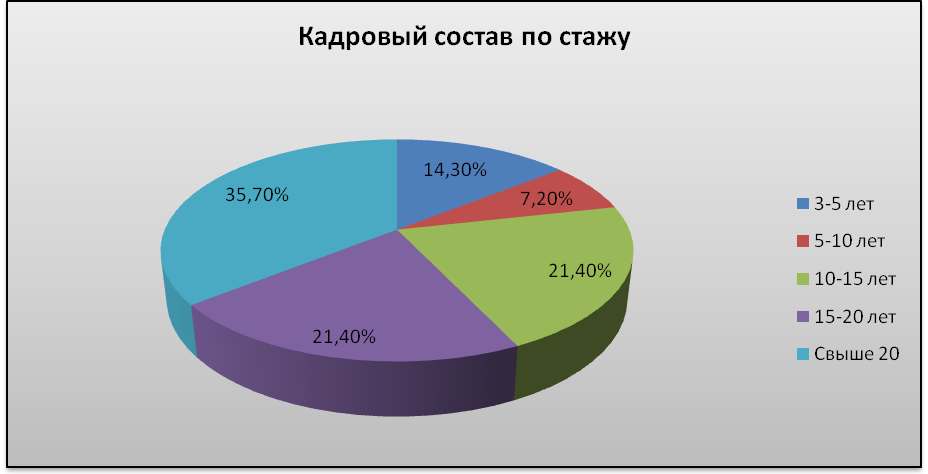 Кадровый состав по стажу
14,30%
7,20%
21,40%
21,40%
35,70%
3-5 лет
5-10 лет
10-15 лет
15-20 лет
Свыше 20